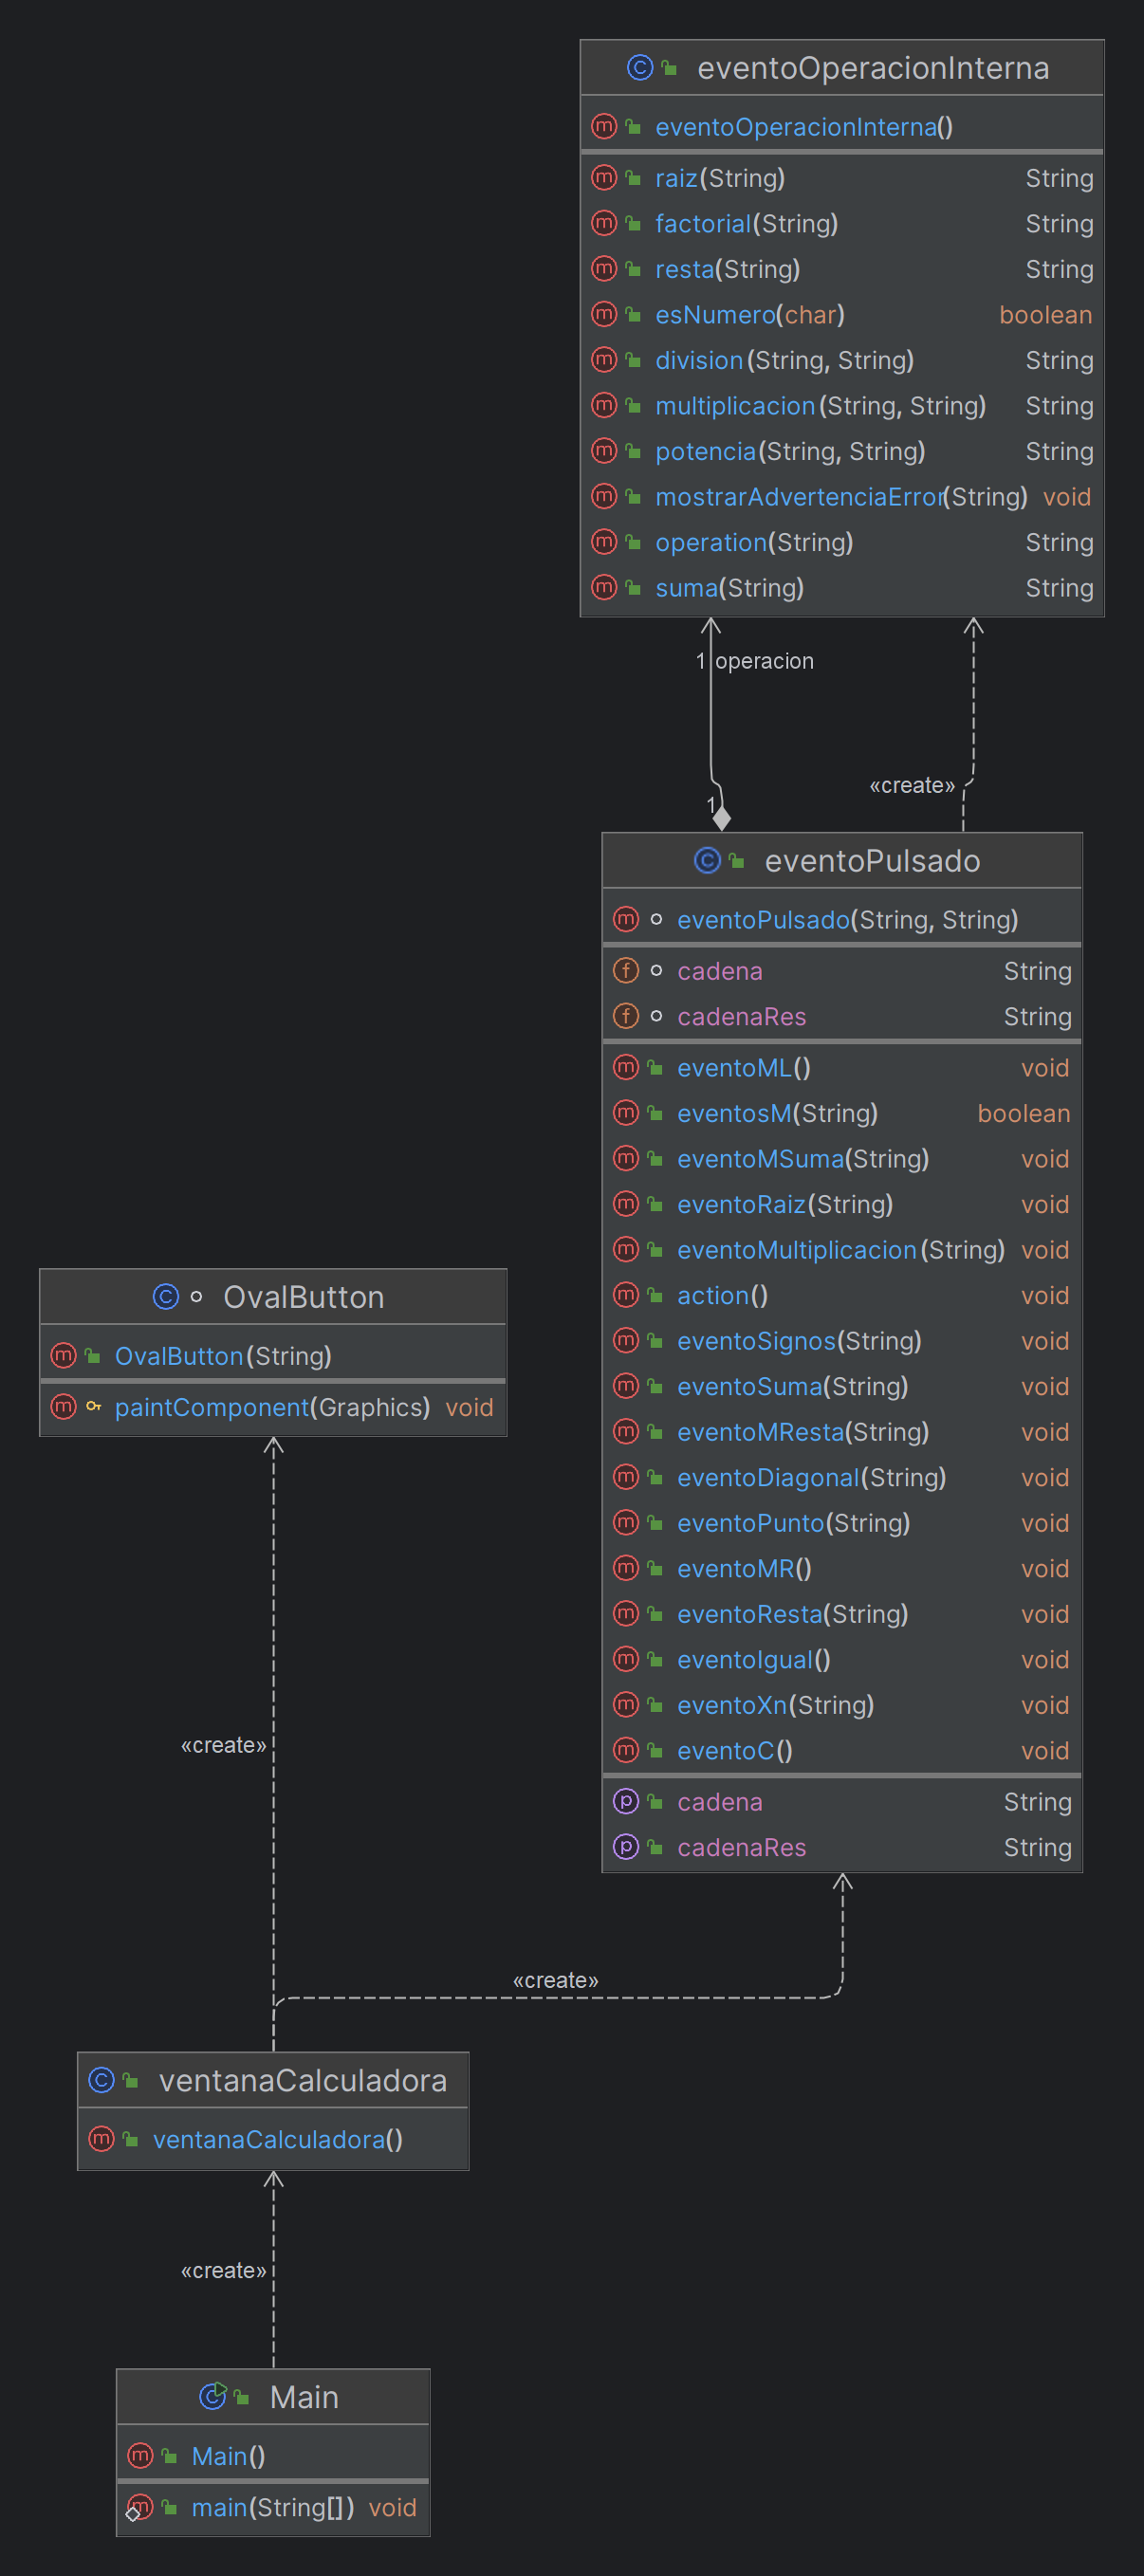 eventoOperacionInterna
eventoOperacionInterna()
raiz(String) String
factorial(String) String
resta(String) String
esNumero(char) boolean
division(String, String) String
multiplicacion(String, String) String
potencia(String, String) String
mostrarAdvertenciaError(String) void
operation(String) String
suma(String) String
1 operacion
«create»
1
eventoPulsado
eventoPulsado(String, String)
cadena String
cadenaRes String
eventoML() void
eventosM(String) boolean
eventoMSuma(String) void
eventoRaiz(String) void
eventoMultiplicacion(String) void
action() void
eventoSignos(String) void
eventoSuma(String) void
eventoMResta(String) void
eventoDiagonal(String) void
eventoPunto(String) void
eventoMR() void
eventoResta(String) void
eventoIgual() void
eventoXn(String) void
eventoC() void
cadena String
cadenaRes String
OvalButton
OvalButton(String)
paintComponent(Graphics) void
«create»
«create»
ventanaCalculadora
ventanaCalculadora()
«create»
Main
Main()
main(String[]) void